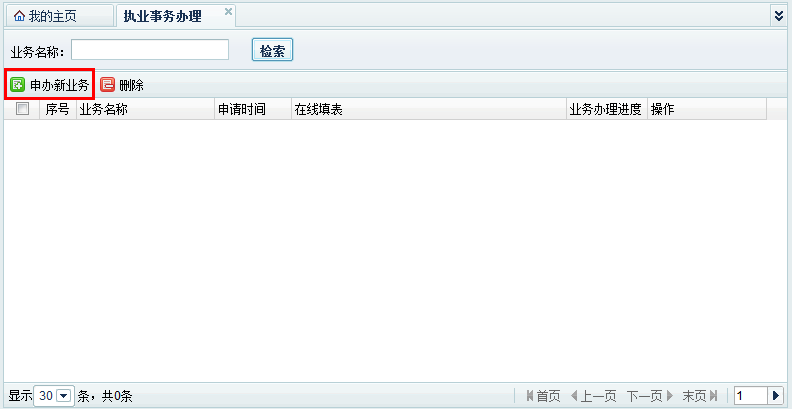 我的主页 执业事务办理
业务名称： 检索
申办新业务 删除
序号 业务名称 申请时间 在线填表 业务办理进度 操作
显示 30 条，共0条 首页 上一页 下一页 末页 1